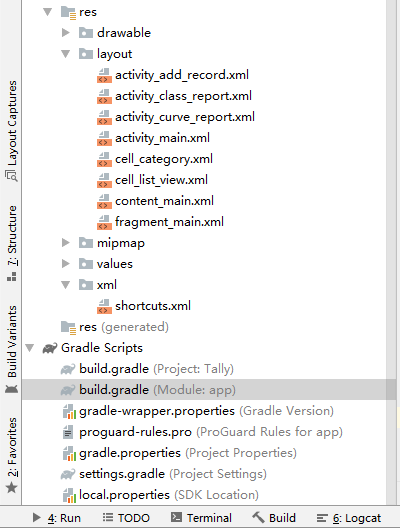 res
drawable
layout
activity_add_record.xml
activity_class_report.xml
activity_curve_report.xml
activity_main.xml
cell_category.xml
cell_list_view.xml
content_main.xml
fragment_main.xml
mipmap
values
xml
shortcuts.xml
res (generated)
Gradle Scripts
build.gradle (Project: Tally)
build.gradle (Module: app)
gradle-wrapper.properties (Gradle Version)
proguard-rules.pro (ProGuard Rules for app)
gradle.properties (Project Properties)
settings.gradle (Project Settings)
local.properties (SDK Location)
Layout Captures
7: Structure
Build Variants
2: Favorites
4: Run
TODO
Terminal
Build
6: Logcat